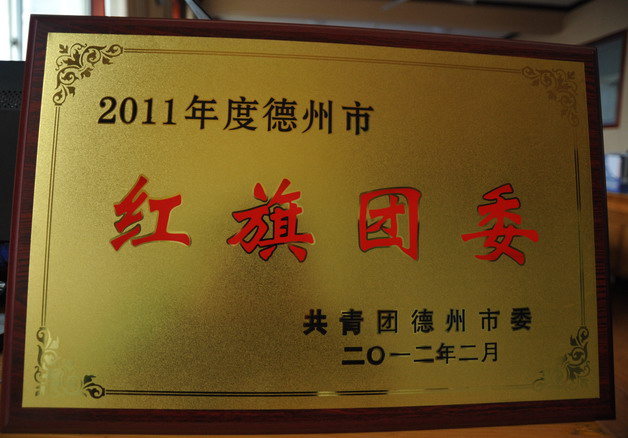 2011年度德州市
红旗团委
共青团德州市委
二〇一二年二月